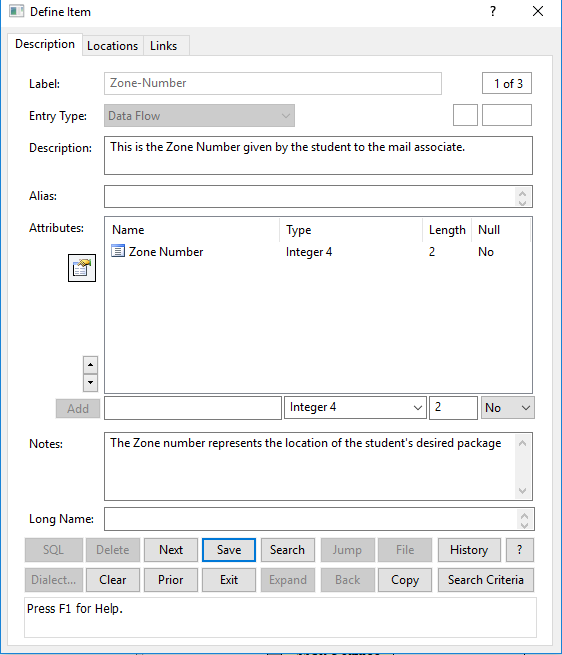 Define Item
?
Description Locations Links
Label: Zone-Number 1 of 3
Entry Type: Data Flow
Description: This is the Zone Number given by the student to the mail associate.
Alias:
Attributes: Name Type Length Null
Zone Number Integer 4 2 No
Add Integer 4 2 No
Notes: The Zone number represents the location of the student's desired package
Long Name:
SQL Delete Next Save Search Jump File History ?
Dialect... Clear Prior Exit Expand Back Copy Search Criteria
Press F1 for Help.